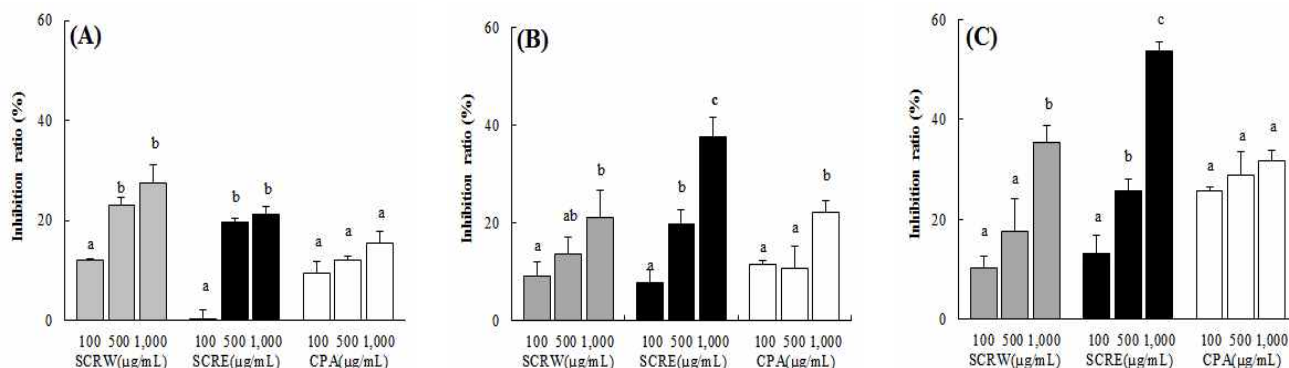 (A)
Inhibition ratio (%)
60
40
20
0
a
b
b
a
b
b
a
a
a
100 500 1,000 100 500 1,000 100 500 1,000
SCRW(µg/mL) SCRE(µg/mL) CPA(µg/mL)
(B)
Inhibition ratio (%)
60
40
20
0
a
ab
b
a
b
c
a
a
b
100 500 1,000 100 500 1,000 100 500 1,000
SCRW(µg/mL) SCRE(µg/mL) CPA(µg/mL)
(C)
Inhibition ratio (%)
60
40
20
0
a
a
b
a
b
c
a
a
a
100 500 1,000 100 500 1,000 100 500 1,000
SCRW(µg/mL) SCRE(µg/mL) CPA(µg/mL)